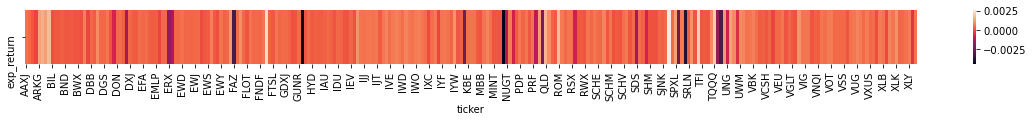 exp_return
AAXJ ARKG BIL BND BWX DBB DGS DON DXJ EFA EMLP ERX EWD EWJ EWS EWY FAZ FLOT FNDF FTSL GDXJ GUNR HYD IAU IDU IEV IJJ IJT IVE IWD IWO IXC IYF IYW KBE MBB MINT NUGT PDP PRF QLD ROM RSX RWX SCHE SCHM SCHV SDS SHM SJNK SPXL SRLN TFI TQQQ UNG UWM VBK VCSH VEU VGLT VIG VNQI VOT VSS VUG VXUS XLB XLK XLY
ticker
0.0025
0.0000
−0.0025